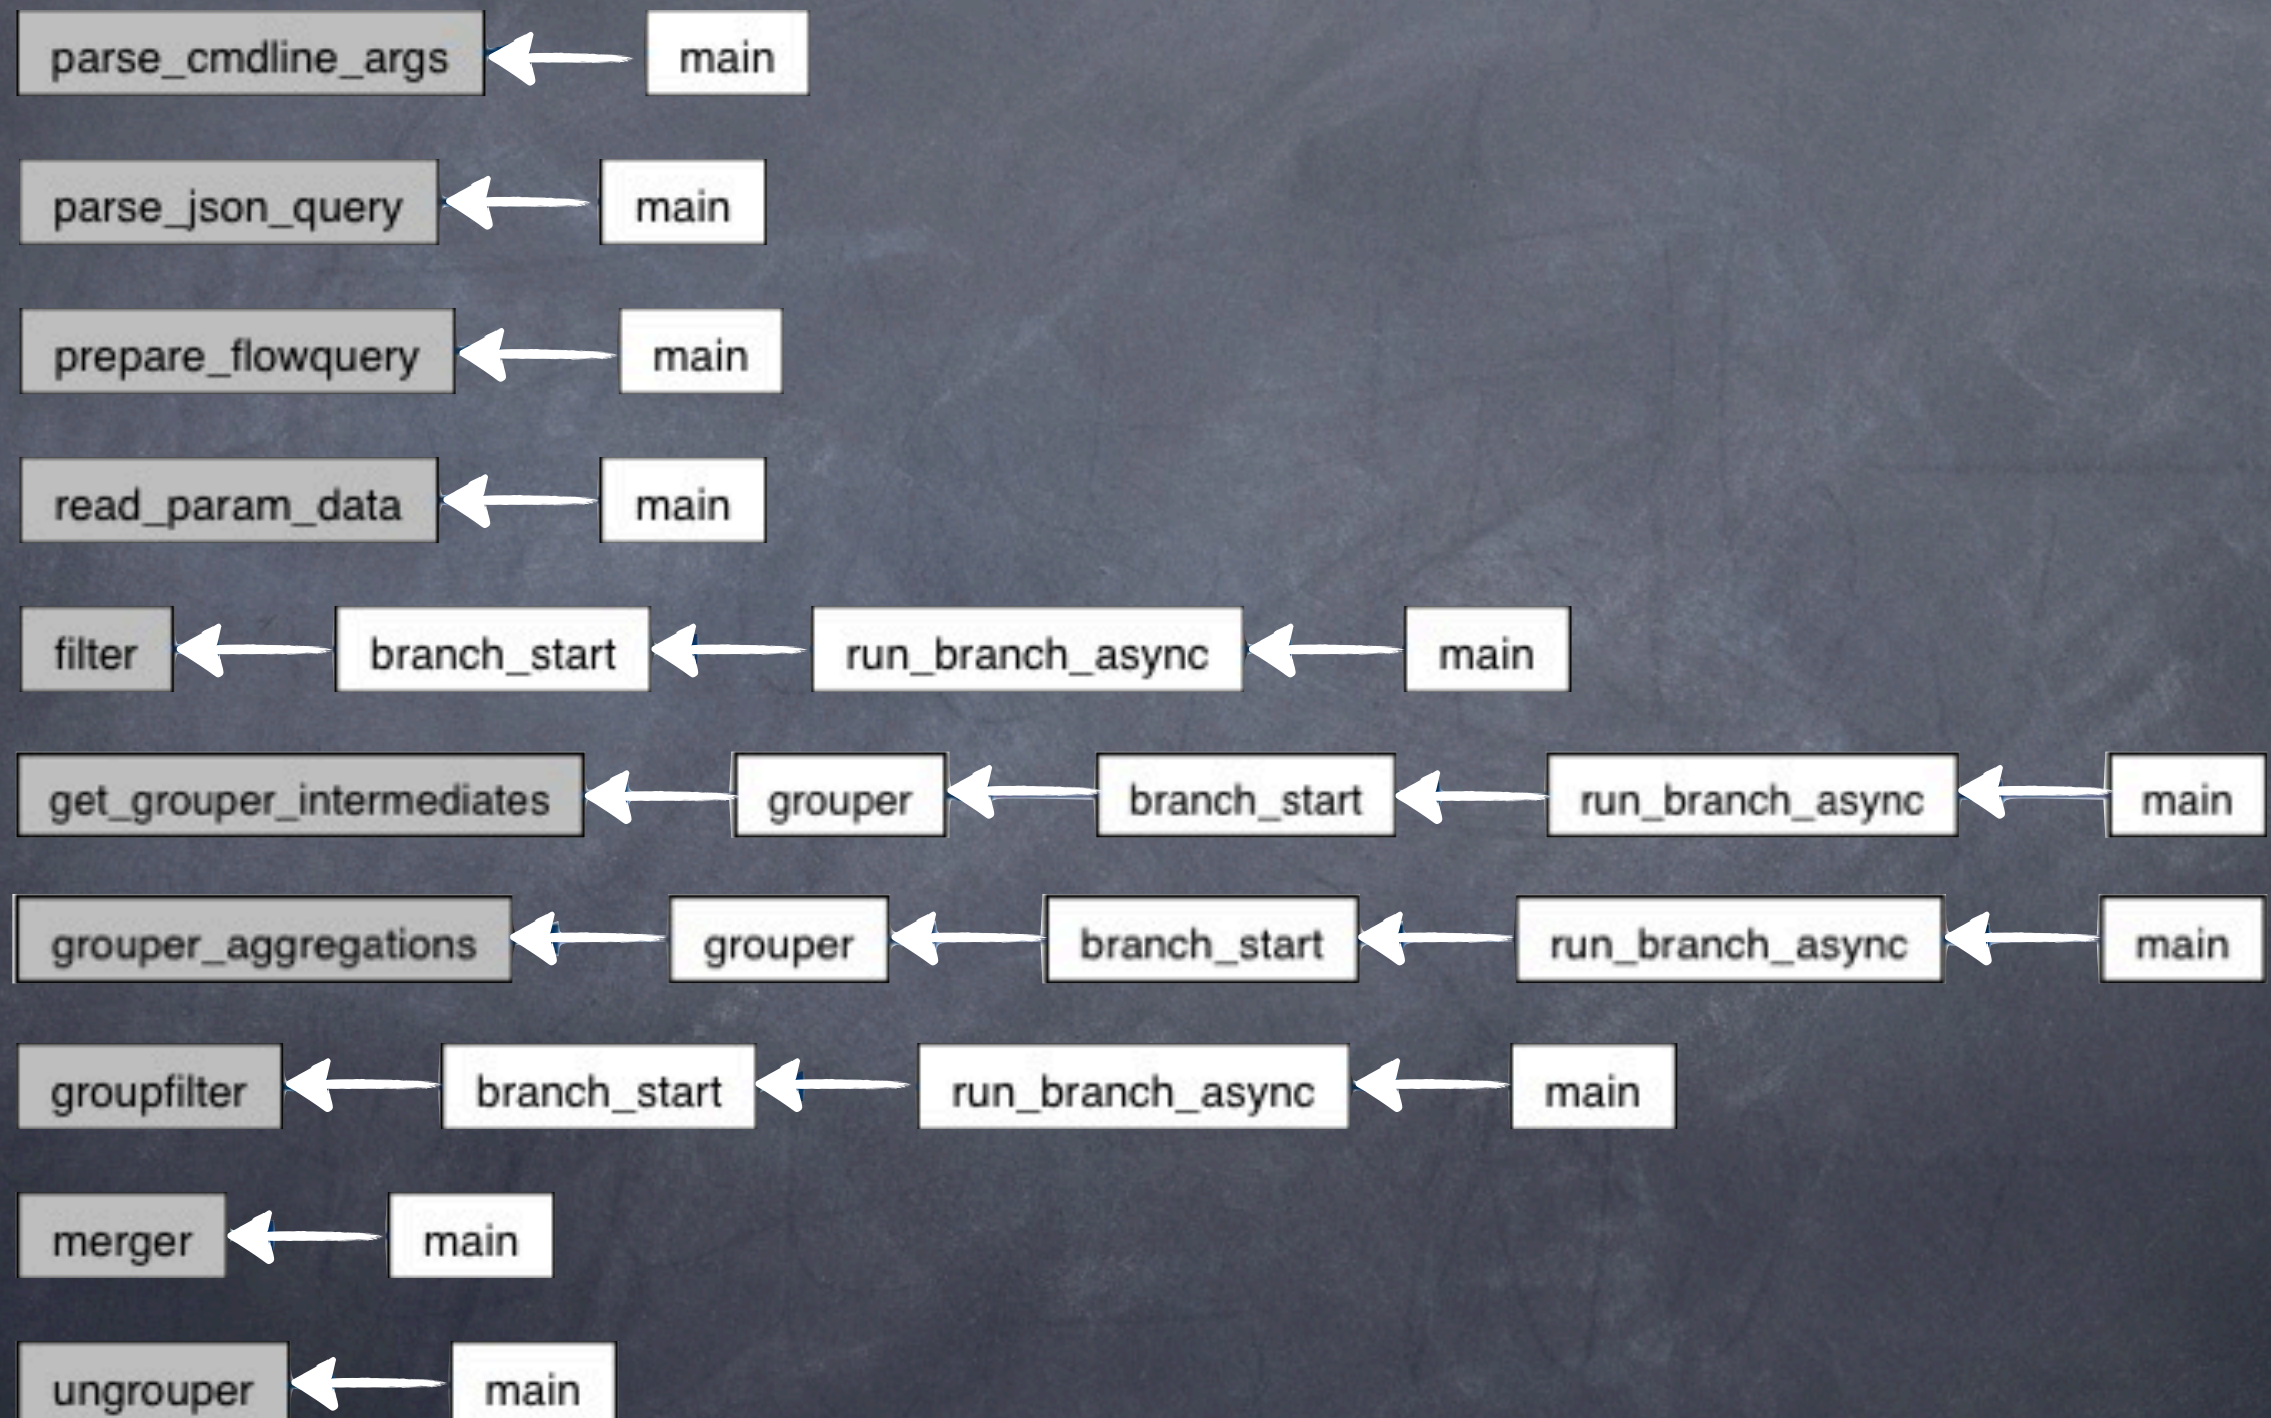 parse_cmdline_args main
parse_json_query main
prepare_flowquery main
read_param_data main
filter branch_start run_branch_async main
get_grouper_intermediates grouper branch_start run_branch_async main
grouper_aggregations grouper branch_start run_branch_async main
groupfilter branch_start run_branch_async main
merger main
ungrouper main